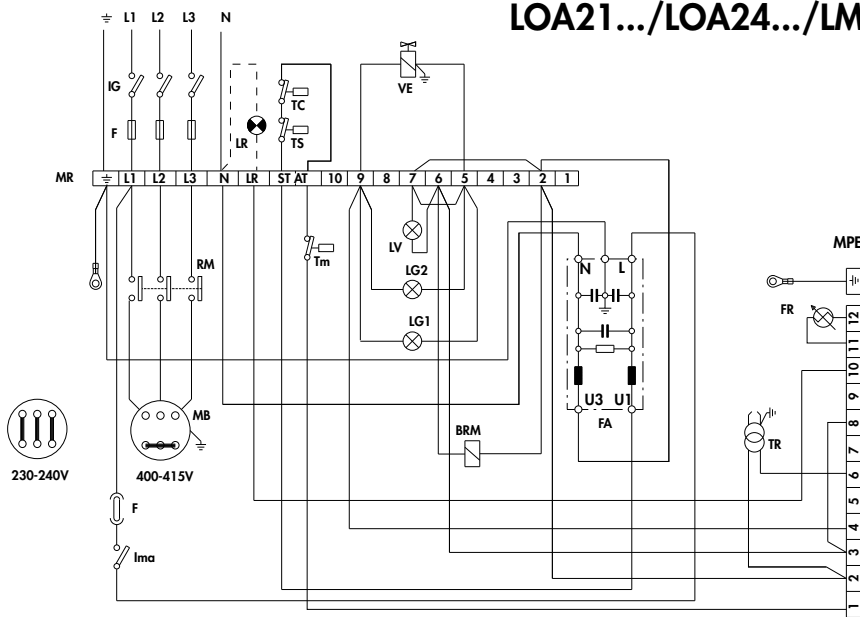 LOA21.../LOA24.../LM
L1 L2 L3 N
IG
VE
TC
F
LR
TS
MR L1 L2 L3 N LR ST AT 10 9 8 7 6 5 4 3 2 1
LV
Tm
RM
LG2
N L
MPE
FR
12
LG1
11
10
9
U3 U1
MB
FA
8
BRM
TR
7
230-240V
400-415V
6
5
F
4
Ima
3
2
1